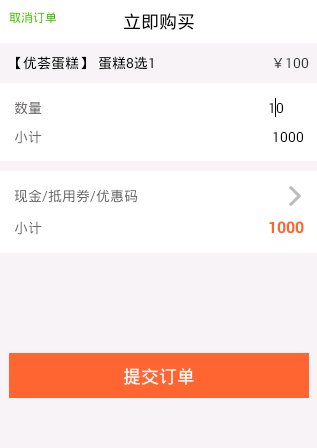 取消订单
立即购买
【优荟蛋糕】 蛋糕8选1 ￥100
数量 10
小计 1000
现金/抵用券/优惠码
小计 1000
提交订单